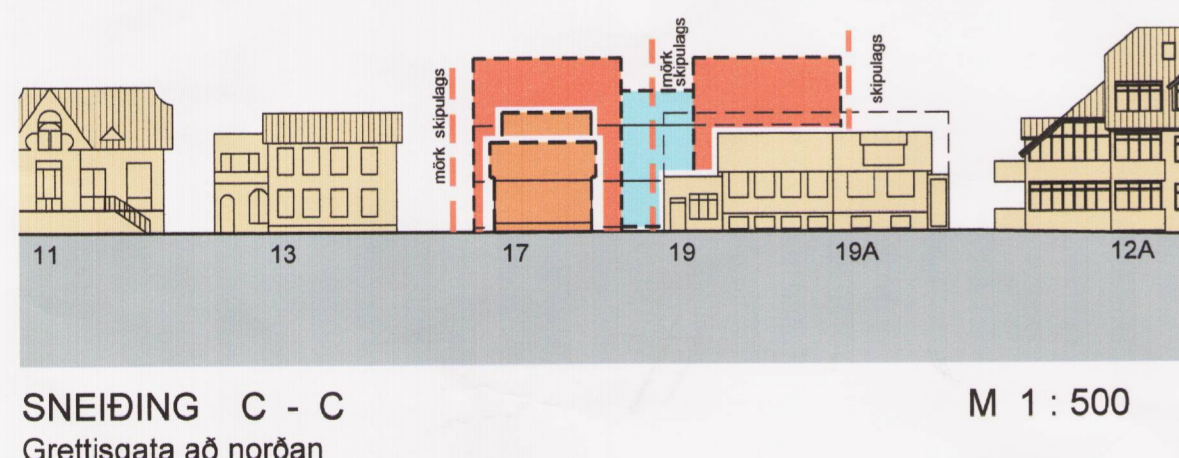 mörk skipulags
mörk
skipulags
skipulags
11
13
17
19
19A
12A
SNEIÐING C - C
M 1 : 500
Grettisgata að norðan